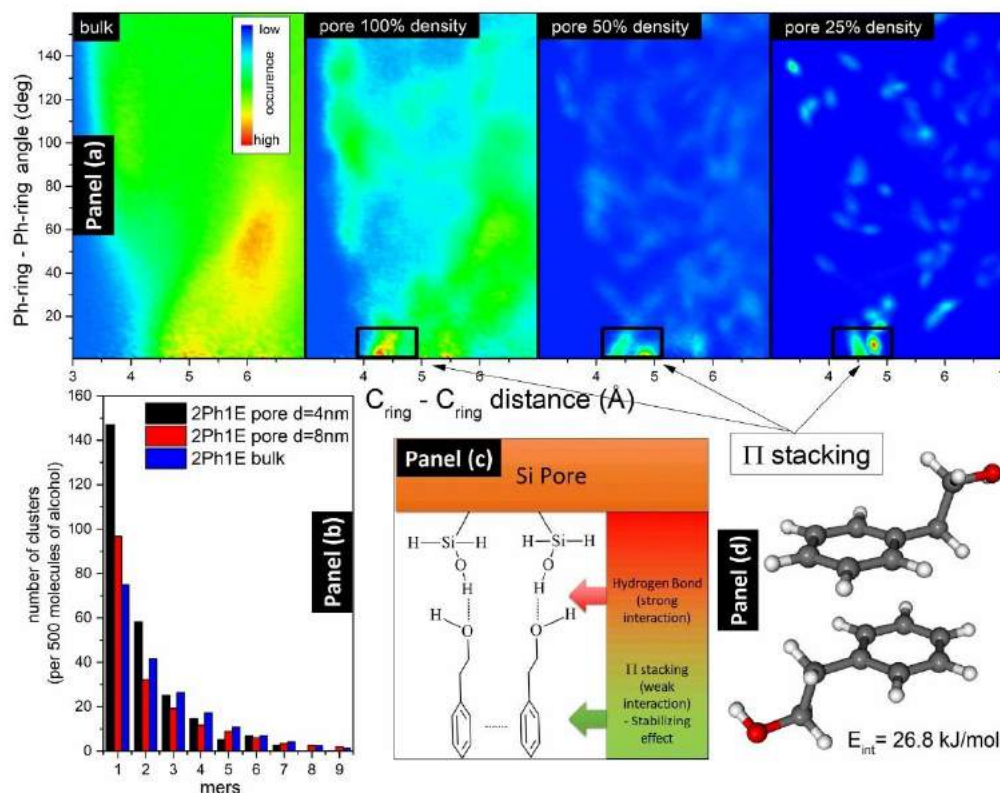 bulk
low
occurence
high
pore 100% density
pore 50% density
pore 25% density
Panel (a)
Ph-ring - Ph-ring angle (deg)
140
120
100
80
60
40
20
3 4 5 6 4 5 6 4 5 6 4 5 6 7
C_ring - C_ring distance (Å)
Π stacking
160
140
120
100
80
60
40
20
0
number of clusters
(per 500 molecules of alcohol)
2Ph1E pore d=4nm
2Ph1E pore d=8nm
2Ph1E bulk
Panel (b)
1 2 3 4 5 6 7 8 9
mers
Panel (c)
Si Pore
H Si H H Si H
O O
H H
H O O H
Hydrogen Bond
(strong
interaction)
Π stacking
(weak
interaction)
- Stabilizing
effect
Panel (d)
E_int= 26.8 kJ/mol